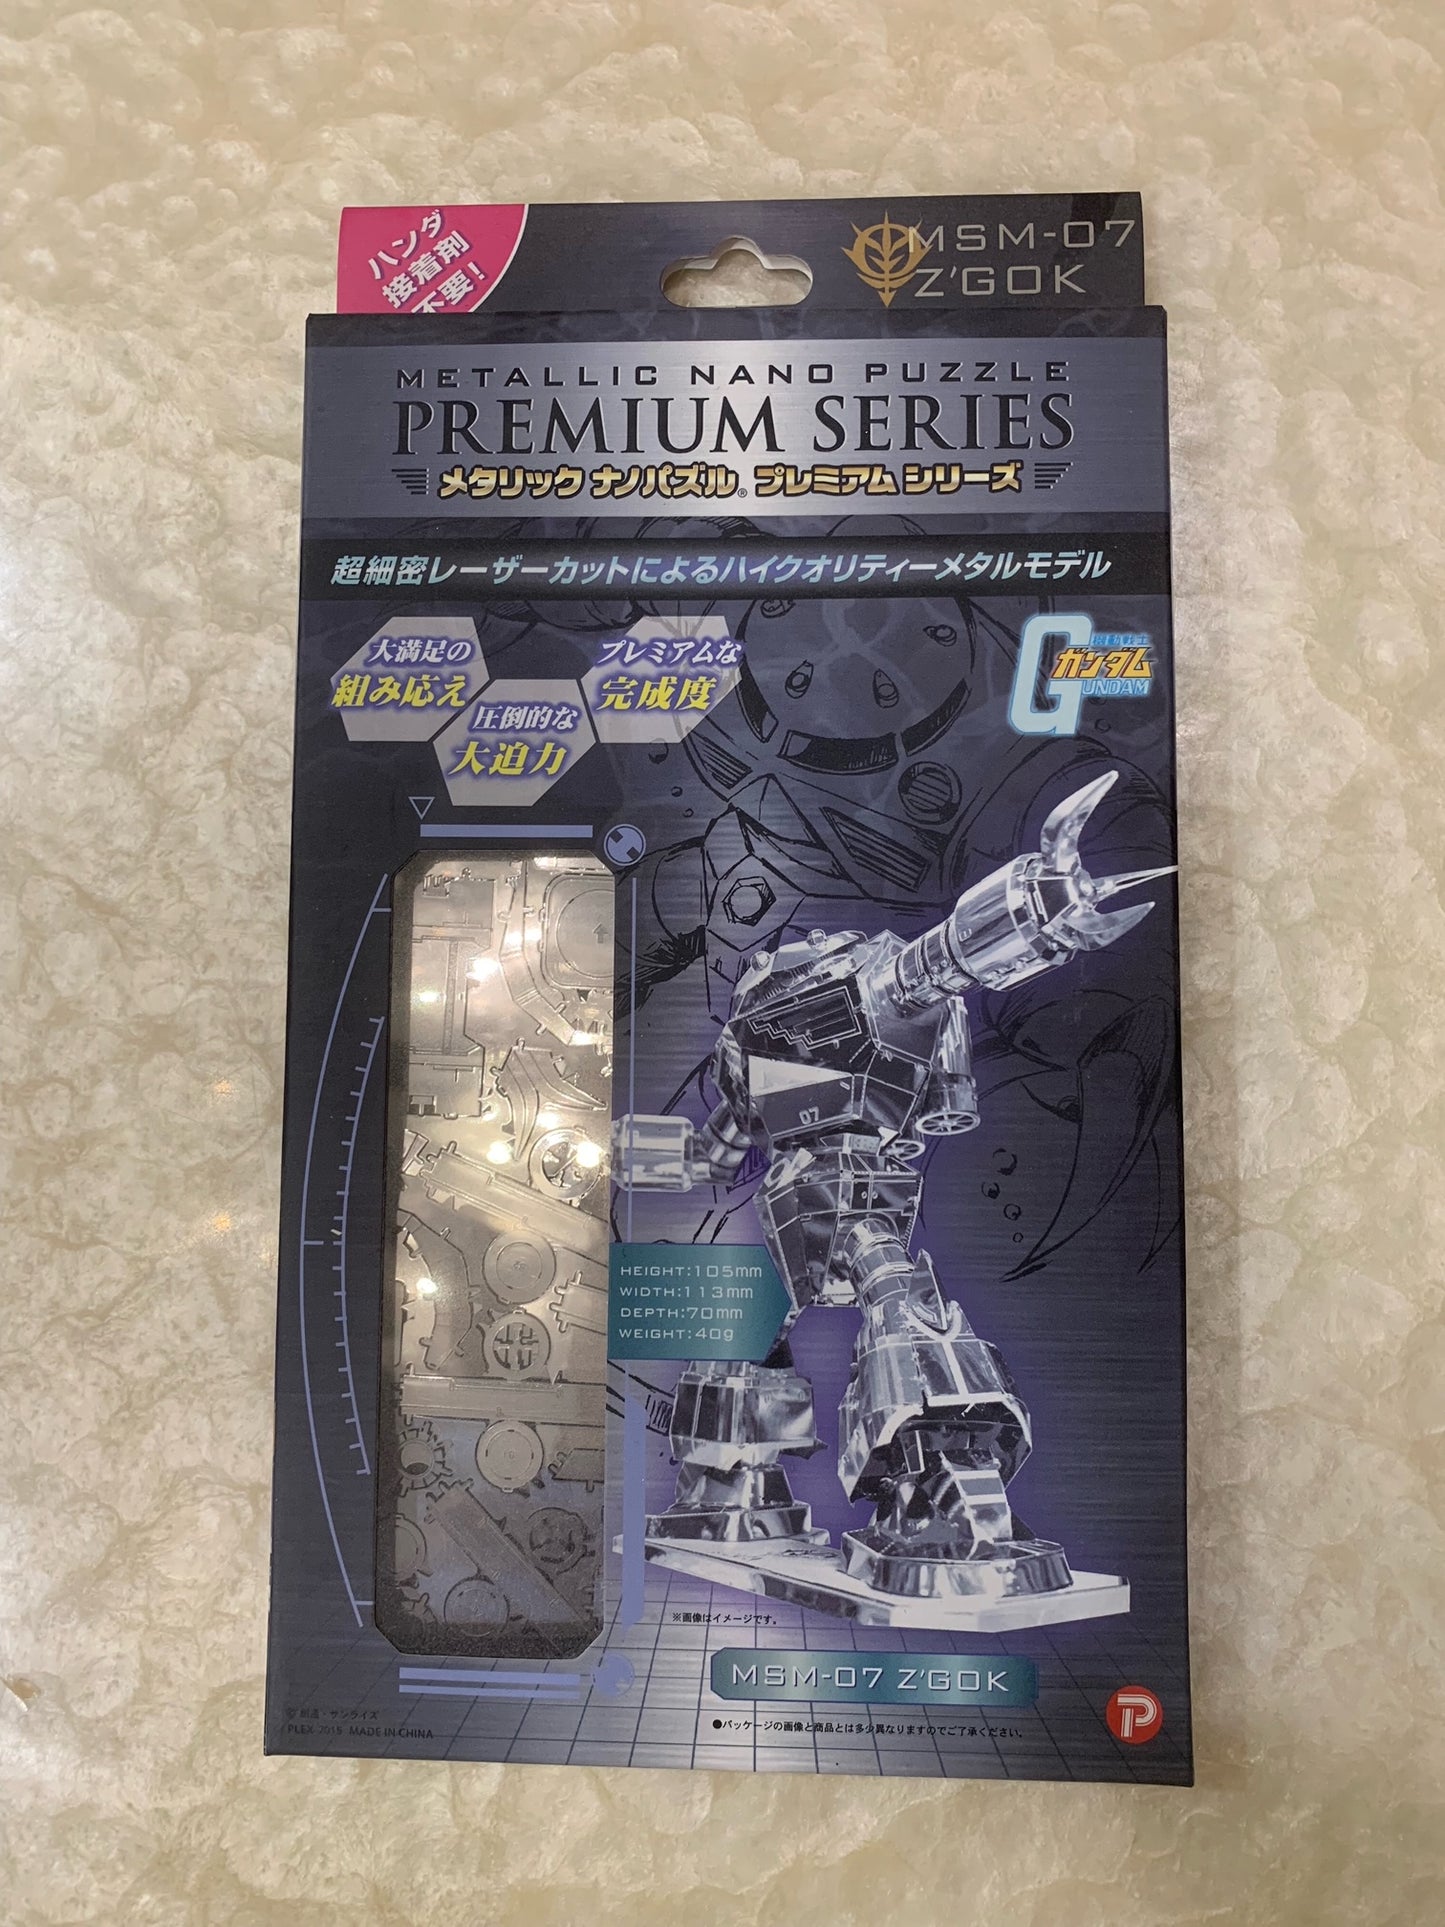 ハンダ
接着剤
不要!
MSM-07
Z'GOK
METALLIC NANO PUZZLE
PREMIUM SERIES
メタリック ナノパズル® プレミアム シリーズ
超細密レーザーカットによるハイクオリティーメタルモデル
大満足の
組み応え
圧倒的な
大迫力
プレミアムな
完成度
機動戦士
ガンダム
GUNDAM
07
HEIGHT:105mm
WIDTH:113mm
DEPTH:70mm
WEIGHT:40g
※画像はイメージです。
MSM-07 Z'GOK
●パッケージの画像と商品とは多少異なりますのでご了承ください。
© 創通・サンライズ
PLEX 2015 MADE IN CHINA